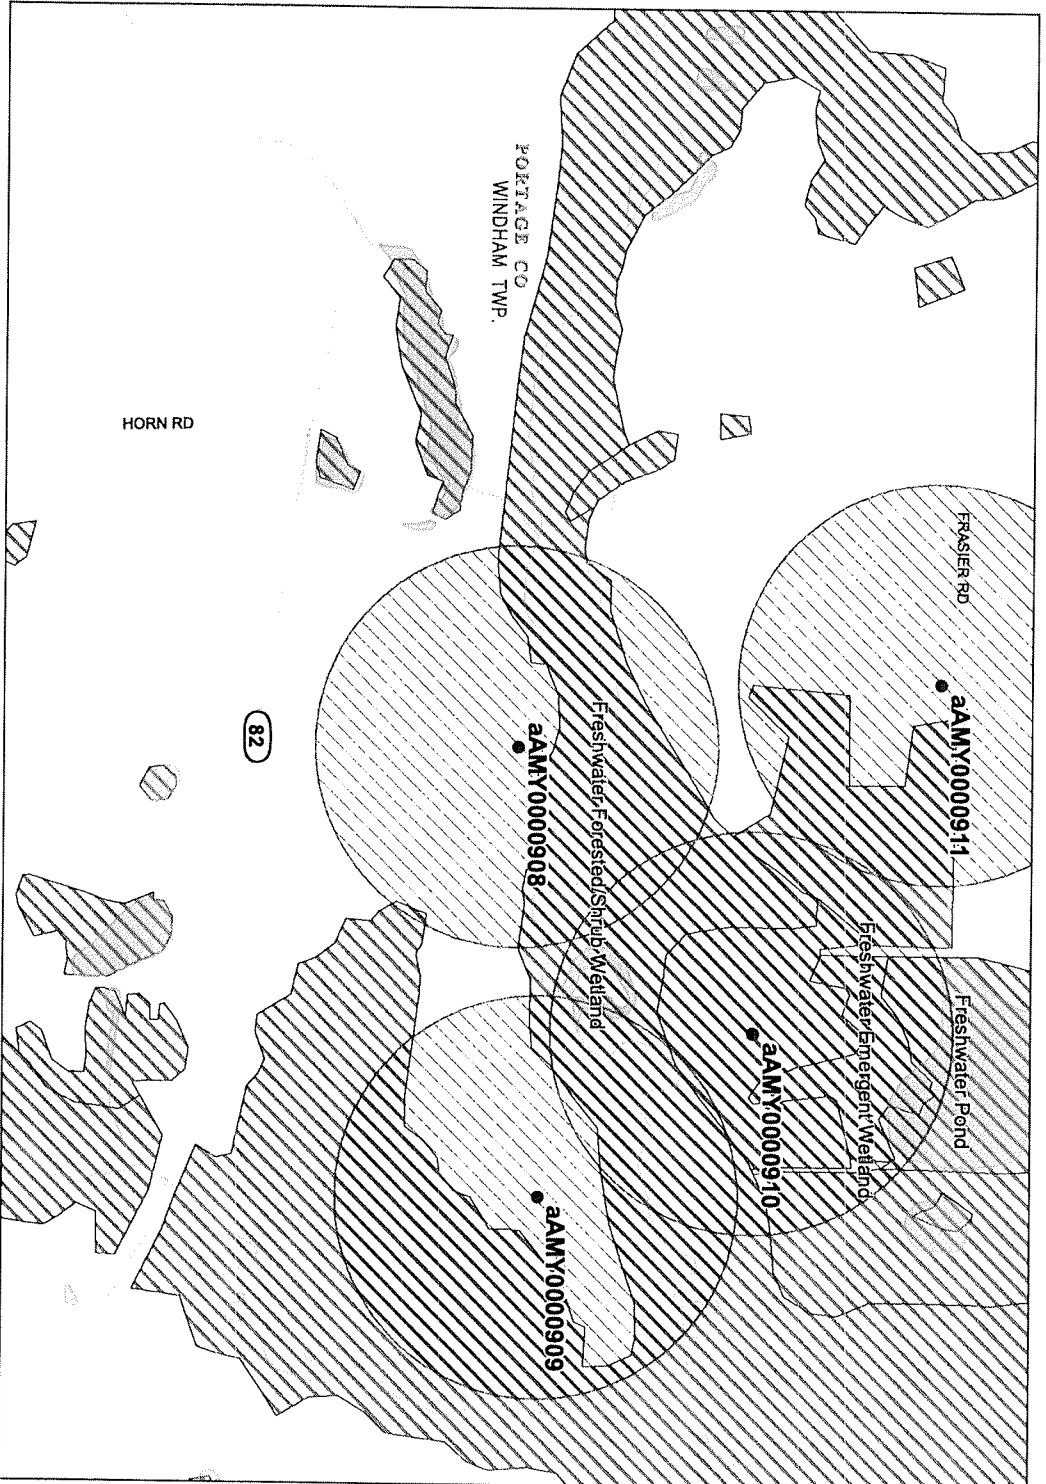 FRASIER RD
aAMY0000911
Freshwater Pond
Freshwater Emergent Wetland
aAMY0000910
Freshwater Forested/Shrub Wetland
aAMY0000908
aAMY0000909
PORTAGE CO
WINDHAM TWP.
82
HORN RD